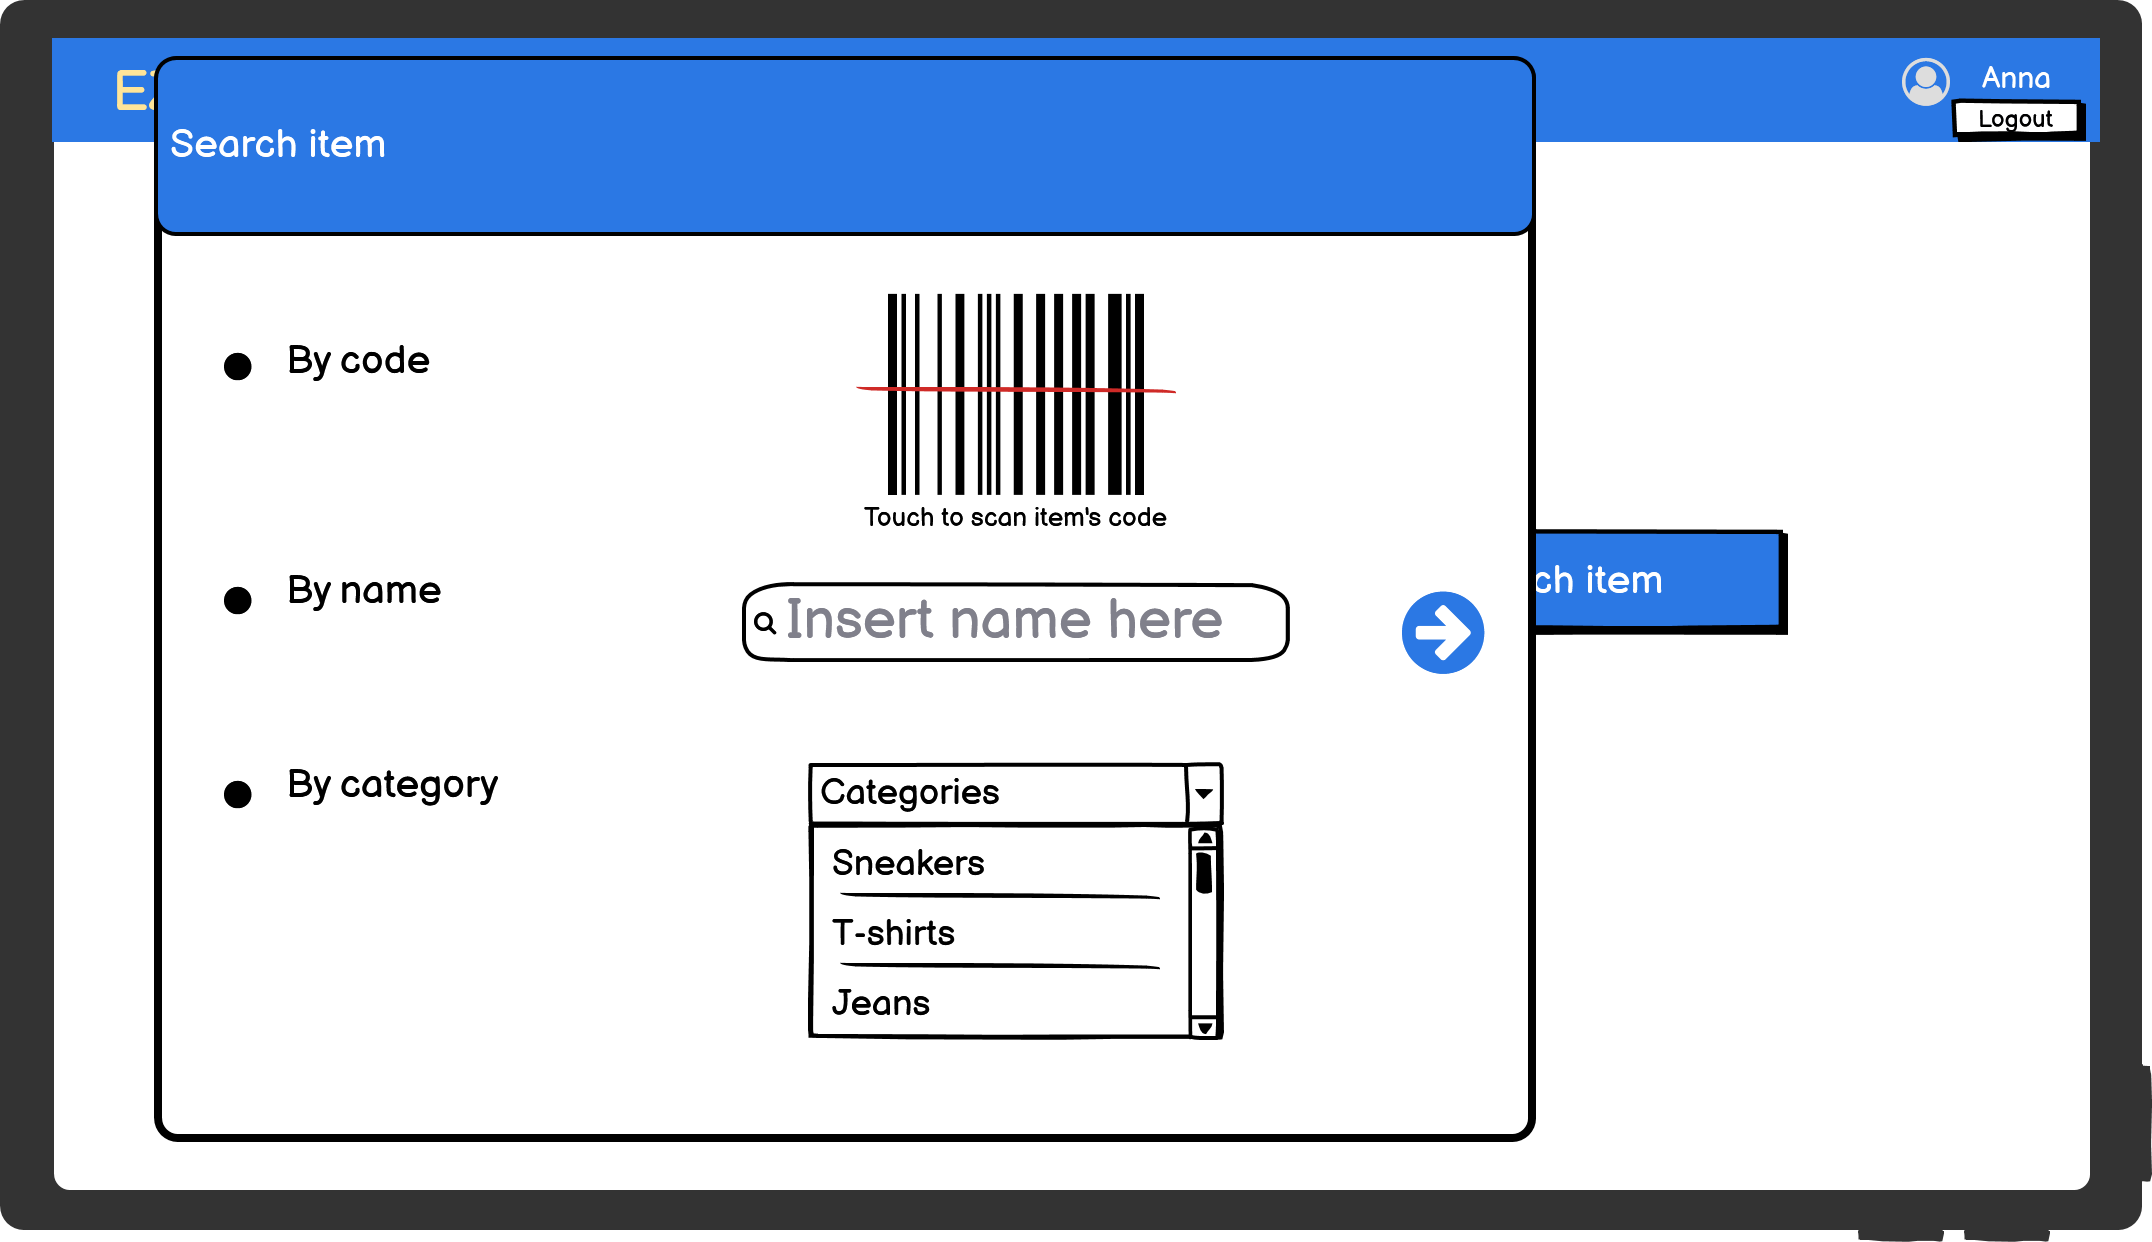 Anna
Logout
Search item
By code
Touch to scan item's code
By name
Insert name here
ch item
By category
Categories
Sneakers
T-shirts
Jeans